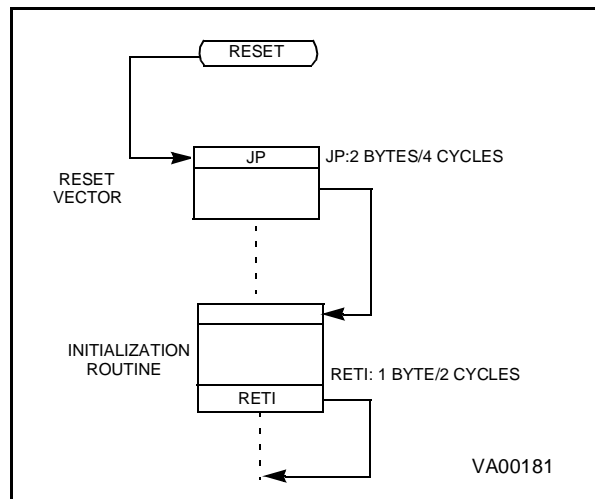 RESET
JP
JP:2 BYTES/4 CYCLES
RESET
VECTOR
INITIALIZATION
ROUTINE
RETI: 1 BYTE/2 CYCLES
RETI
VA00181